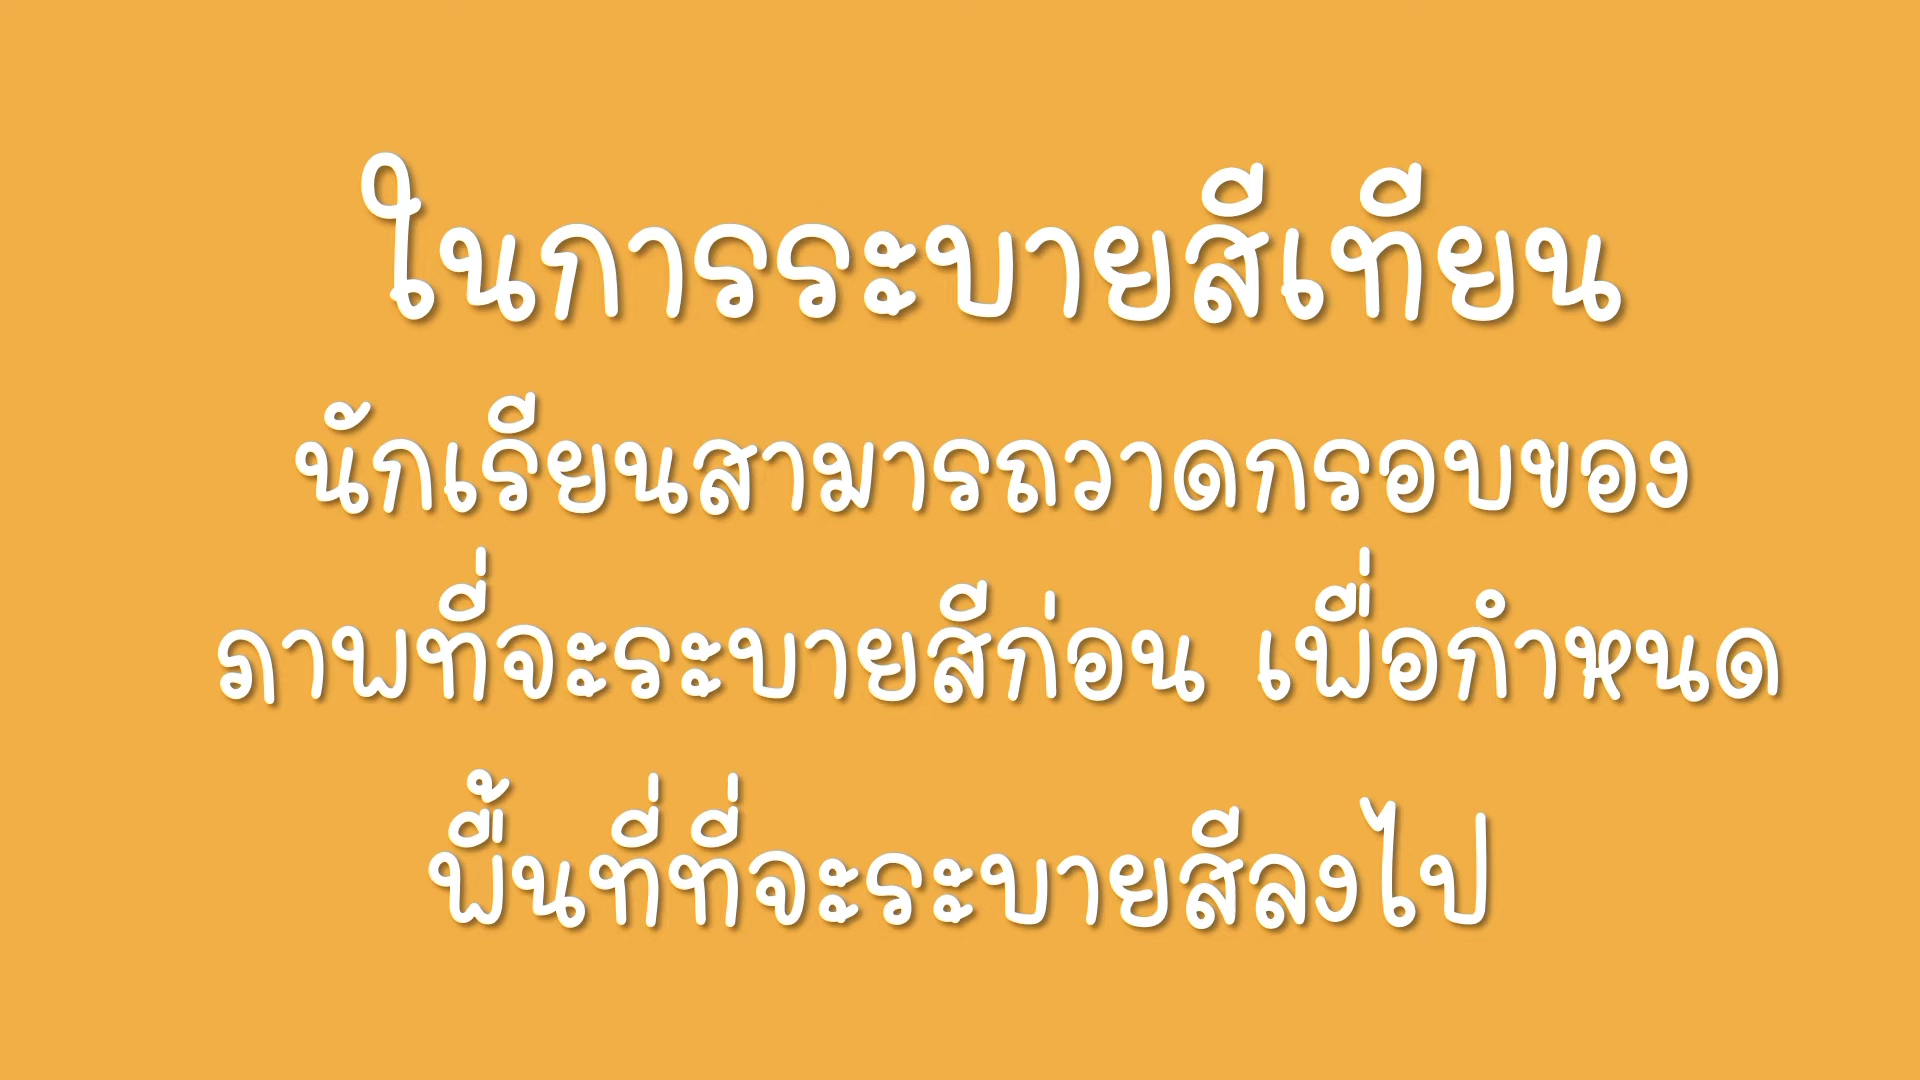 ในการระบายสีเทียน
นักเรียนสามารถวาดกรอบของ
ภาพที่จะระบายสีก่อน เพื่อกำหนด
พื้นที่ที่จะระบายสีลงไป